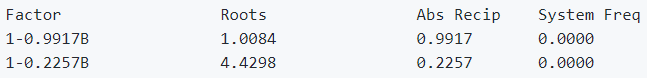 Factor Roots Abs Recip System Freq
1-0.9917B 1.0084 0.9917 0.0000
1-0.2257B 4.4298 0.2257 0.0000